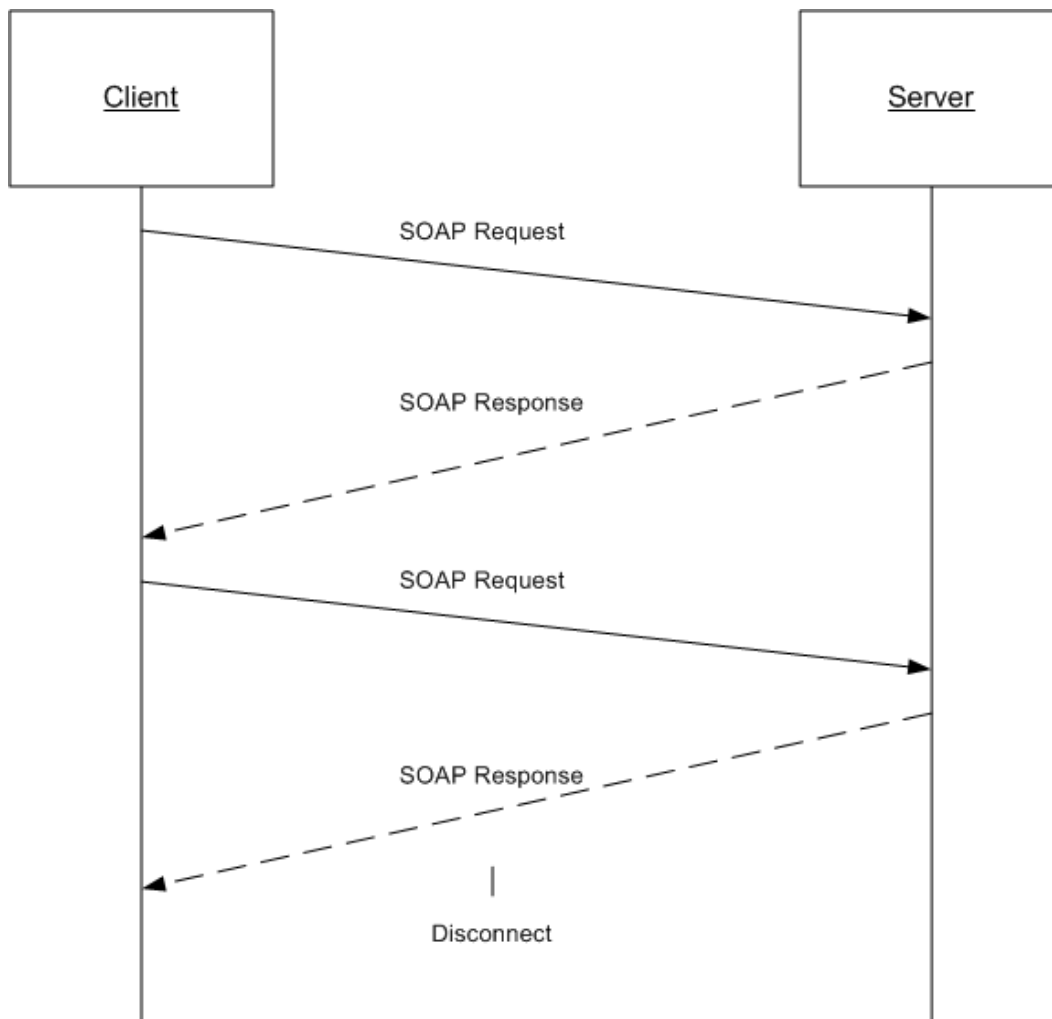 Client
Server
SOAP Request
SOAP Response
SOAP Request
SOAP Response
Disconnect